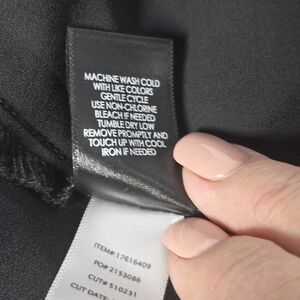 MACHINE WASH COLD
WITH LIKE COLORS
GENTLE CYCLE
USE NON-CHLORINE
BLEACH IF NEEDED
TUMBLE DRY LOW
REMOVE PROMPTLY AND
TOUCH UP WITH COOL
IRON IF NEEDED
ITEM#:17616409
PO# 2153086
CUT# 510231
CUT DATE: